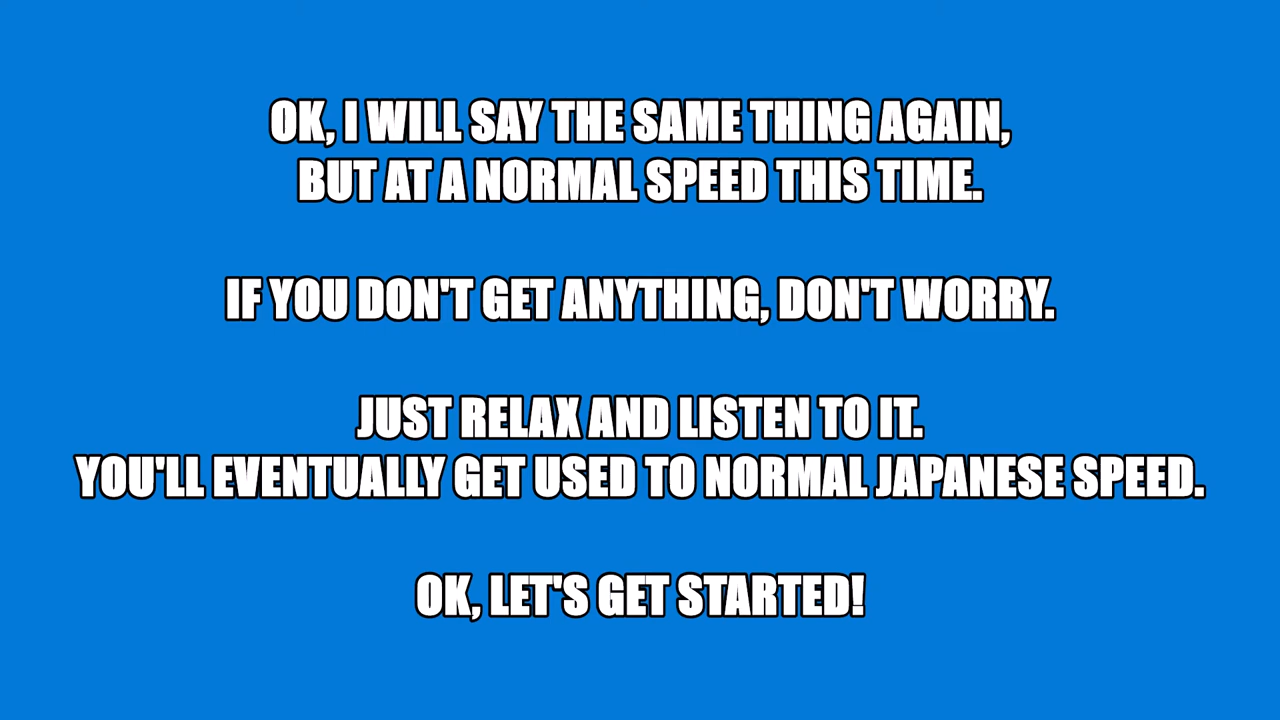 OK, I WILL SAY THE SAME THING AGAIN,
BUT AT A NORMAL SPEED THIS TIME.
IF YOU DON'T GET ANYTHING, DON'T WORRY.
JUST RELAX AND LISTEN TO IT.
YOU'LL EVENTUALLY GET USED TO NORMAL JAPANESE SPEED.
OK, LET'S GET STARTED!